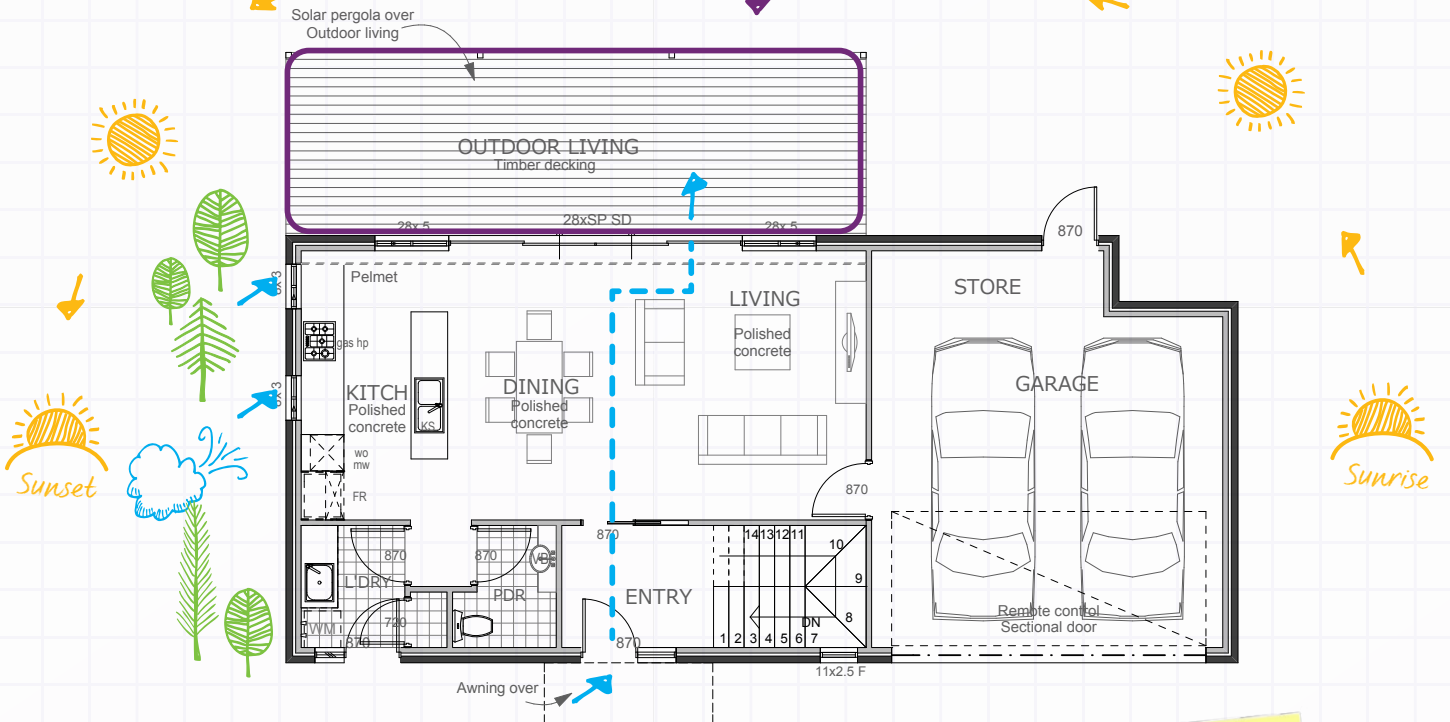 Solar pergola over
Outdoor living
OUTDOOR LIVING
Timber decking
28x 5
28xSP SD
28x 5
870
Pelmet
STORE
LIVING
Polished
concrete
gas hp
KITCH
Polished
concrete
DINING
Polished
concrete
KS
GARAGE
wo
mw
FR
870
Sunset
Sunrise
870
870
870
14 13 12 11
10
9
8
L'DRY
PDR
VB
ENTRY
720
WM
870
870
DN
1 2 3 4 5 6 7
Remote control
Sectional door
11x2.5 F
Awning over